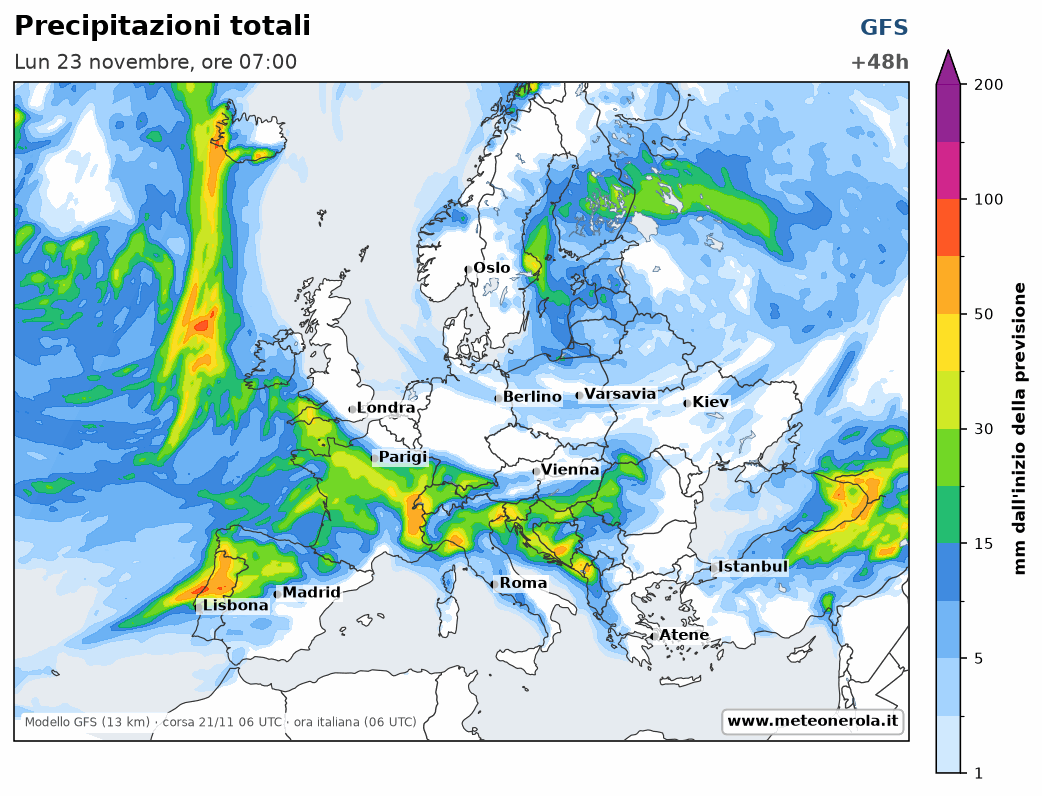 Precipitazioni totali
GFS
Lun 23 novembre, ore 07:00
+48h
200
100
50
30
15
5
1
mm dall'inizio della previsione
Oslo
Londra
Berlino
Varsavia
Kiev
Parigi
Vienna
Istanbul
Roma
Madrid
Lisbona
Atene
Modello GFS (13 km) · corsa 21/11 06 UTC · ora italiana (06 UTC)
www.meteonerola.it